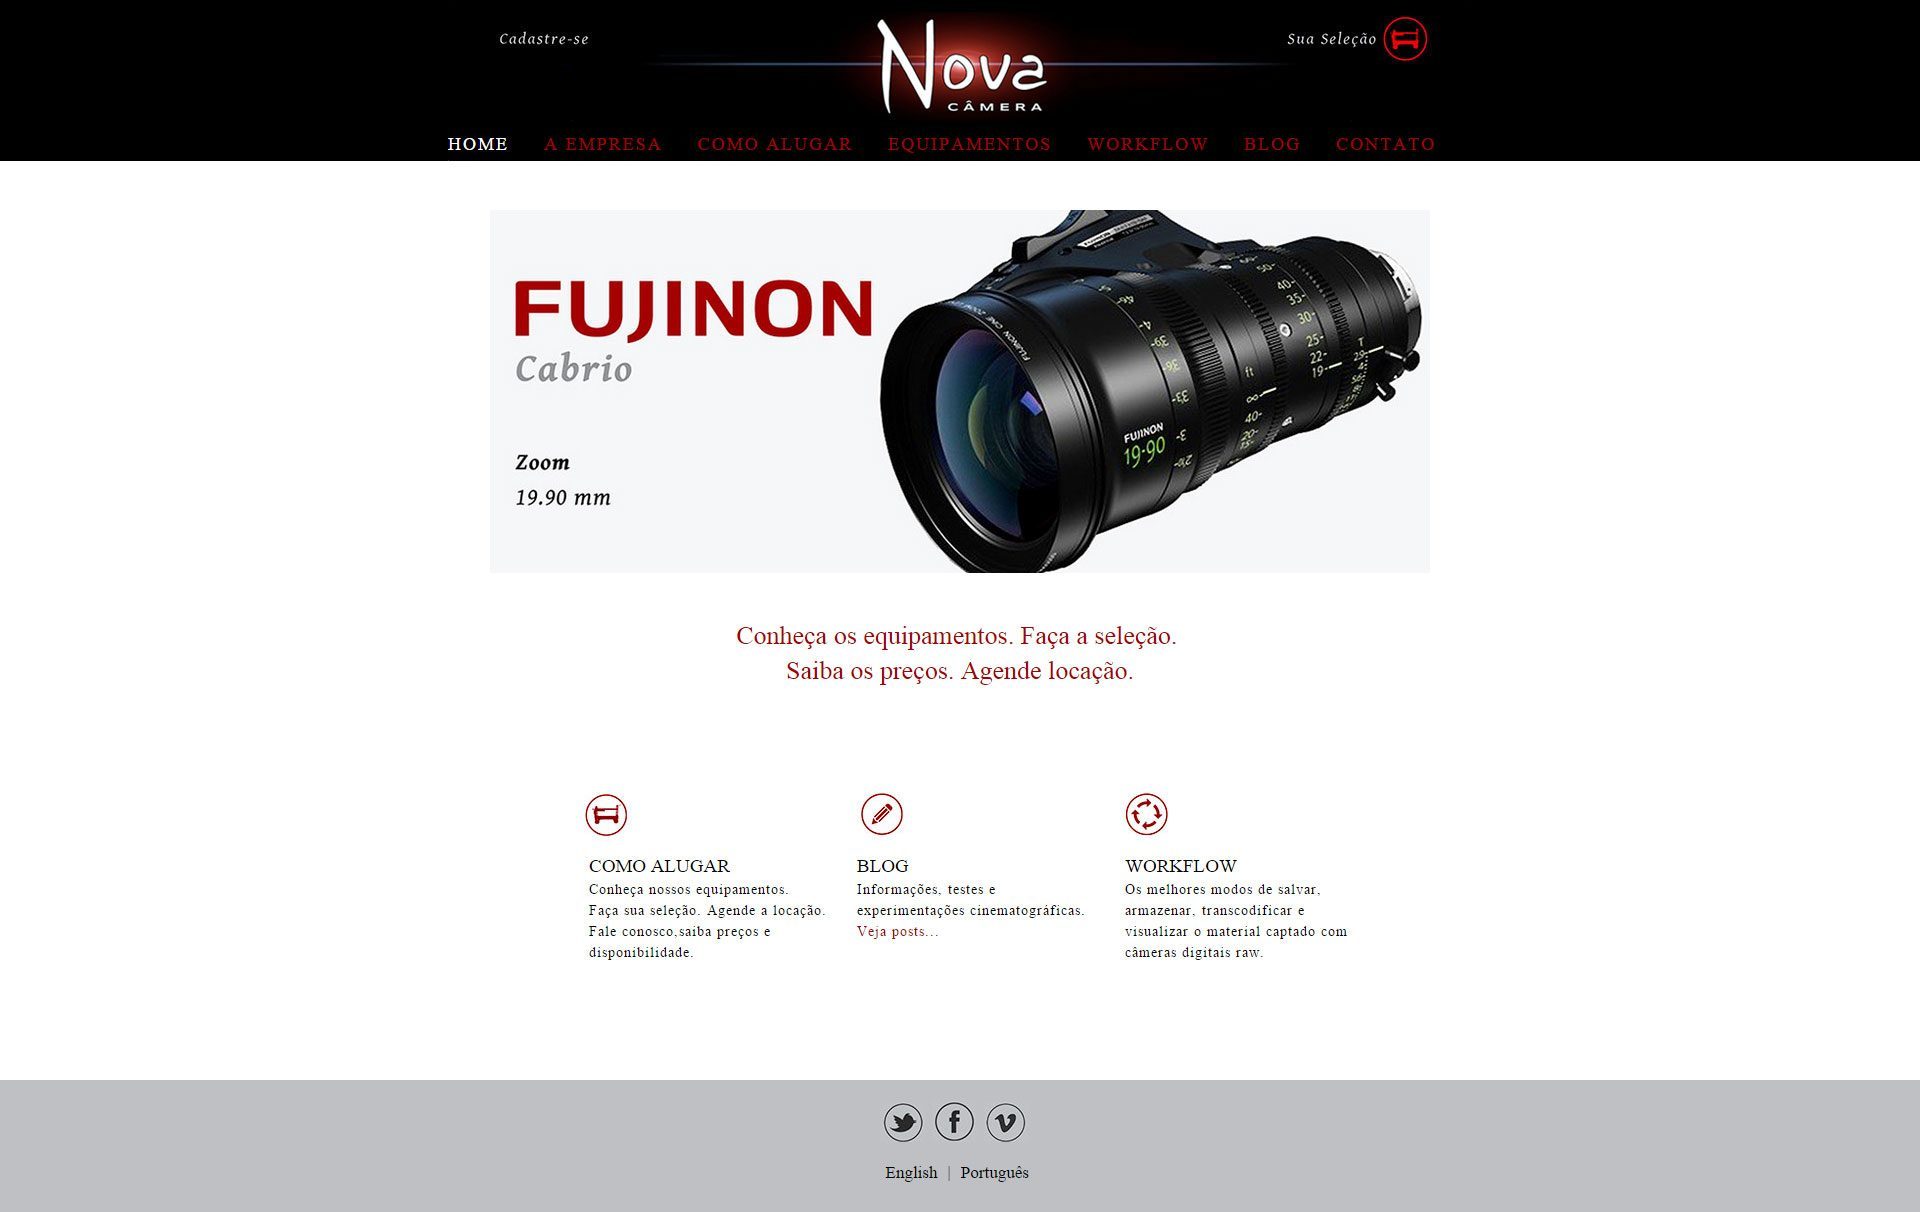 Cadastre-se
Nova
CÂMERA
Sua Seleção
HOME A EMPRESA COMO ALUGAR EQUIPAMENTOS WORKFLOW BLOG CONTATO
FUJINON
Cabrio
Zoom
19.90 mm
FUJINON
19-90
Conheça os equipamentos. Faça a seleção.
Saiba os preços. Agende locação.
COMO ALUGAR
Conheça nossos equipamentos.
Faça sua seleção. Agende a locação.
Fale conosco,saiba preços e
disponibilidade.
BLOG
Informações, testes e
experimentações cinematográficas.
Veja posts...
WORKFLOW
Os melhores modos de salvar,
armazenar, transcodificar e
visualizar o material captado com
câmeras digitais raw.
English | Português